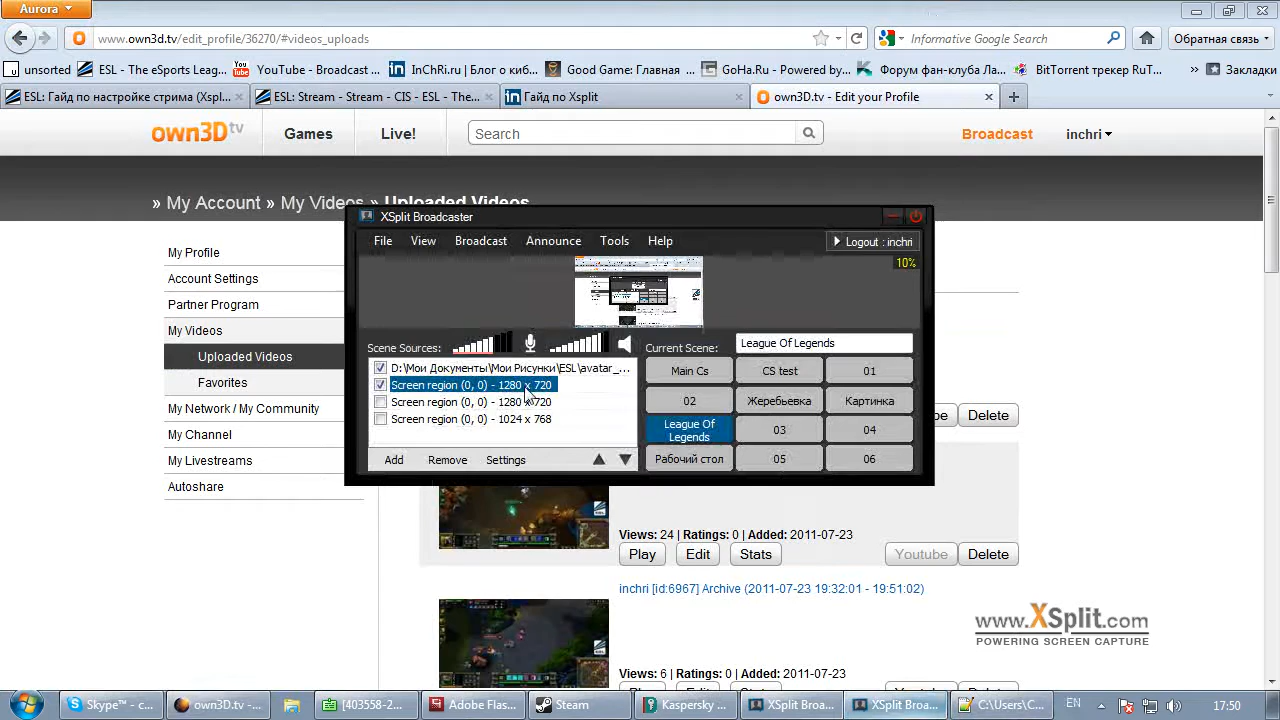 Aurora
www.own3d.tv/edit_profile/36270/#videos_uploads
Informative Google Search
Обратная связь
unsorted
ESL - The eSports Leag...
YouTube - Broadcast ...
InChRi.ru | Блог о киб...
Good Game: Главная ...
GoHa.Ru - Powered by...
Форум фан-клуба Ла...
BitTorrent трекер RuT...
Закладки
ESL: Гайд по настройке стрима (Xspl...
ESL: Stream - Stream - CIS - ESL - The...
Гайд по Xsplit
own3D.tv - Edit your Profile
own3D tv
Games
Live!
Search
Broadcast
inchri
» My Account » My Videos » Uploaded Videos
My Profile
Account Settings
Partner Program
My Videos
Uploaded Videos
Favorites
My Network / My Community
My Channel
My Livestreams
Autoshare
XSplit Broadcaster
File
View
Broadcast
Announce
Tools
Help
Logout : inchri
10%
Scene Sources:
Current Scene:
League Of Legends
D:\Мои Документы\Мои Рисунки\ESL\avatar_...
Screen region (0, 0) - 1280 x 720
Screen region (0, 0) - 1280 x 720
Screen region (0, 0) - 1024 x 768
Add
Remove
Settings
Main Cs
CS test
01
02
Жеребьевка
Картинка
League Of
Legends
03
04
Рабочий стол
05
06
Delete
Views: 24 | Ratings: 0 | Added: 2011-07-23
Play
Edit
Stats
Youtube
Delete
inchri [id:6967] Archive (2011-07-23 19:32:01 - 19:51:02)
Views: 6 | Ratings: 0 | Added: 2011-07-23
www.XSplit.com
POWERING SCREEN CAPTURE
Skype™ - c...
own3D.tv -...
[403558-2...
Adobe Flas...
Steam
Kaspersky ...
XSplit Broa...
XSplit Broa...
C:\Users\C...
EN
17:50